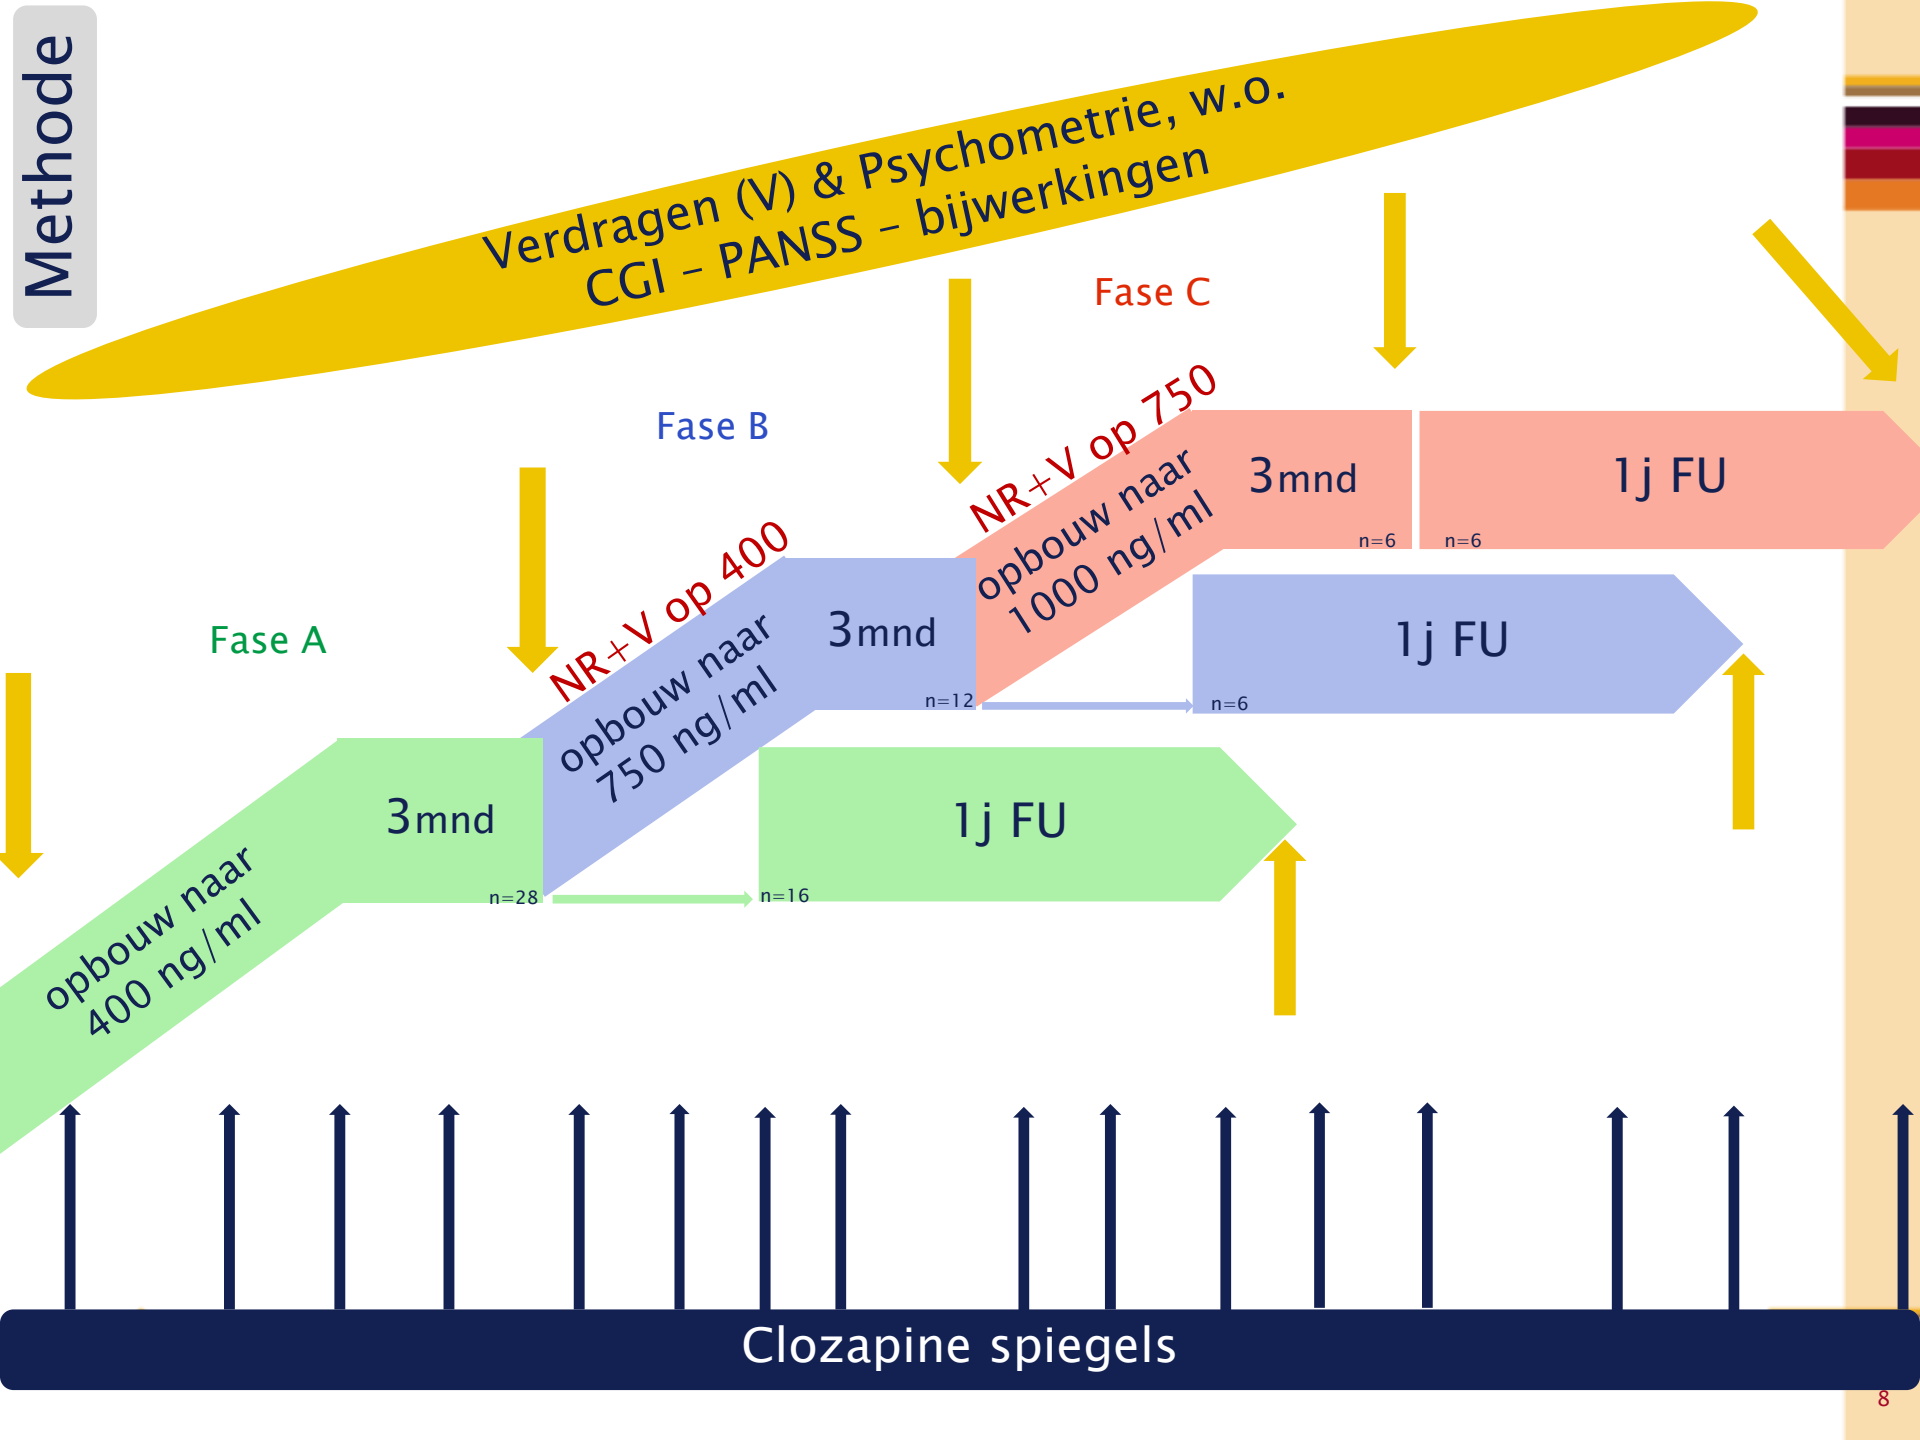 Methode
Verdragen (V) & Psychometrie, w.o.
CGI – PANSS – bijwerkingen
Fase C
Fase B
Fase A
NR+V op 750
opbouw naar
1000 ng/ml
3mnd
n=6
1j FU
n=6
NR+V op 400
opbouw naar
750 ng/ml
3mnd
n=12
1j FU
n=6
opbouw naar
400 ng/ml
3mnd
n=28
1j FU
n=16
Clozapine spiegels
8